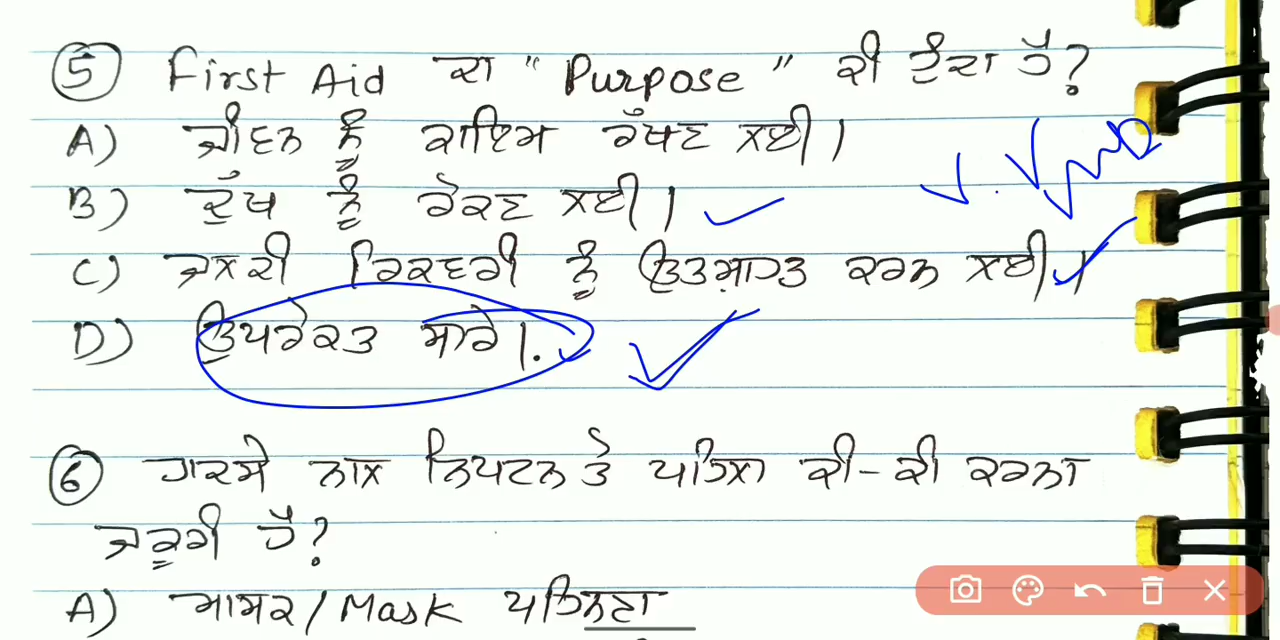 5 First Aid ਦਾ "Purpose" ਕੀ ਹੁੰਦਾ ਹੈ?
A) ਜੀਵਨ ਨੂੰ ਕਾਇਮ ਰੱਖਣ ਲਈ।
B) ਦੁੱਖ ਨੂੰ ਰੋਕਣ ਲਈ।
C) ਜਲਦੀ ਰਿਕਵਰੀ ਨੂੰ ਉਤਸ਼ਾਹਤ ਕਰਨ ਲਈ।
D) ਉਪਰੋਕਤ ਸਾਰੇ।.
6 ਹਾਦਸੇ ਨਾਲ ਨਿਪਟਨ ਤੋਂ ਪਹਿਲਾ ਕੀ-ਕੀ ਕਰਨਾ
ਜਰੂਰੀ ਹੈ?
A) ਮਾਸਕ/Mask ਪਹਿਨਣਾ